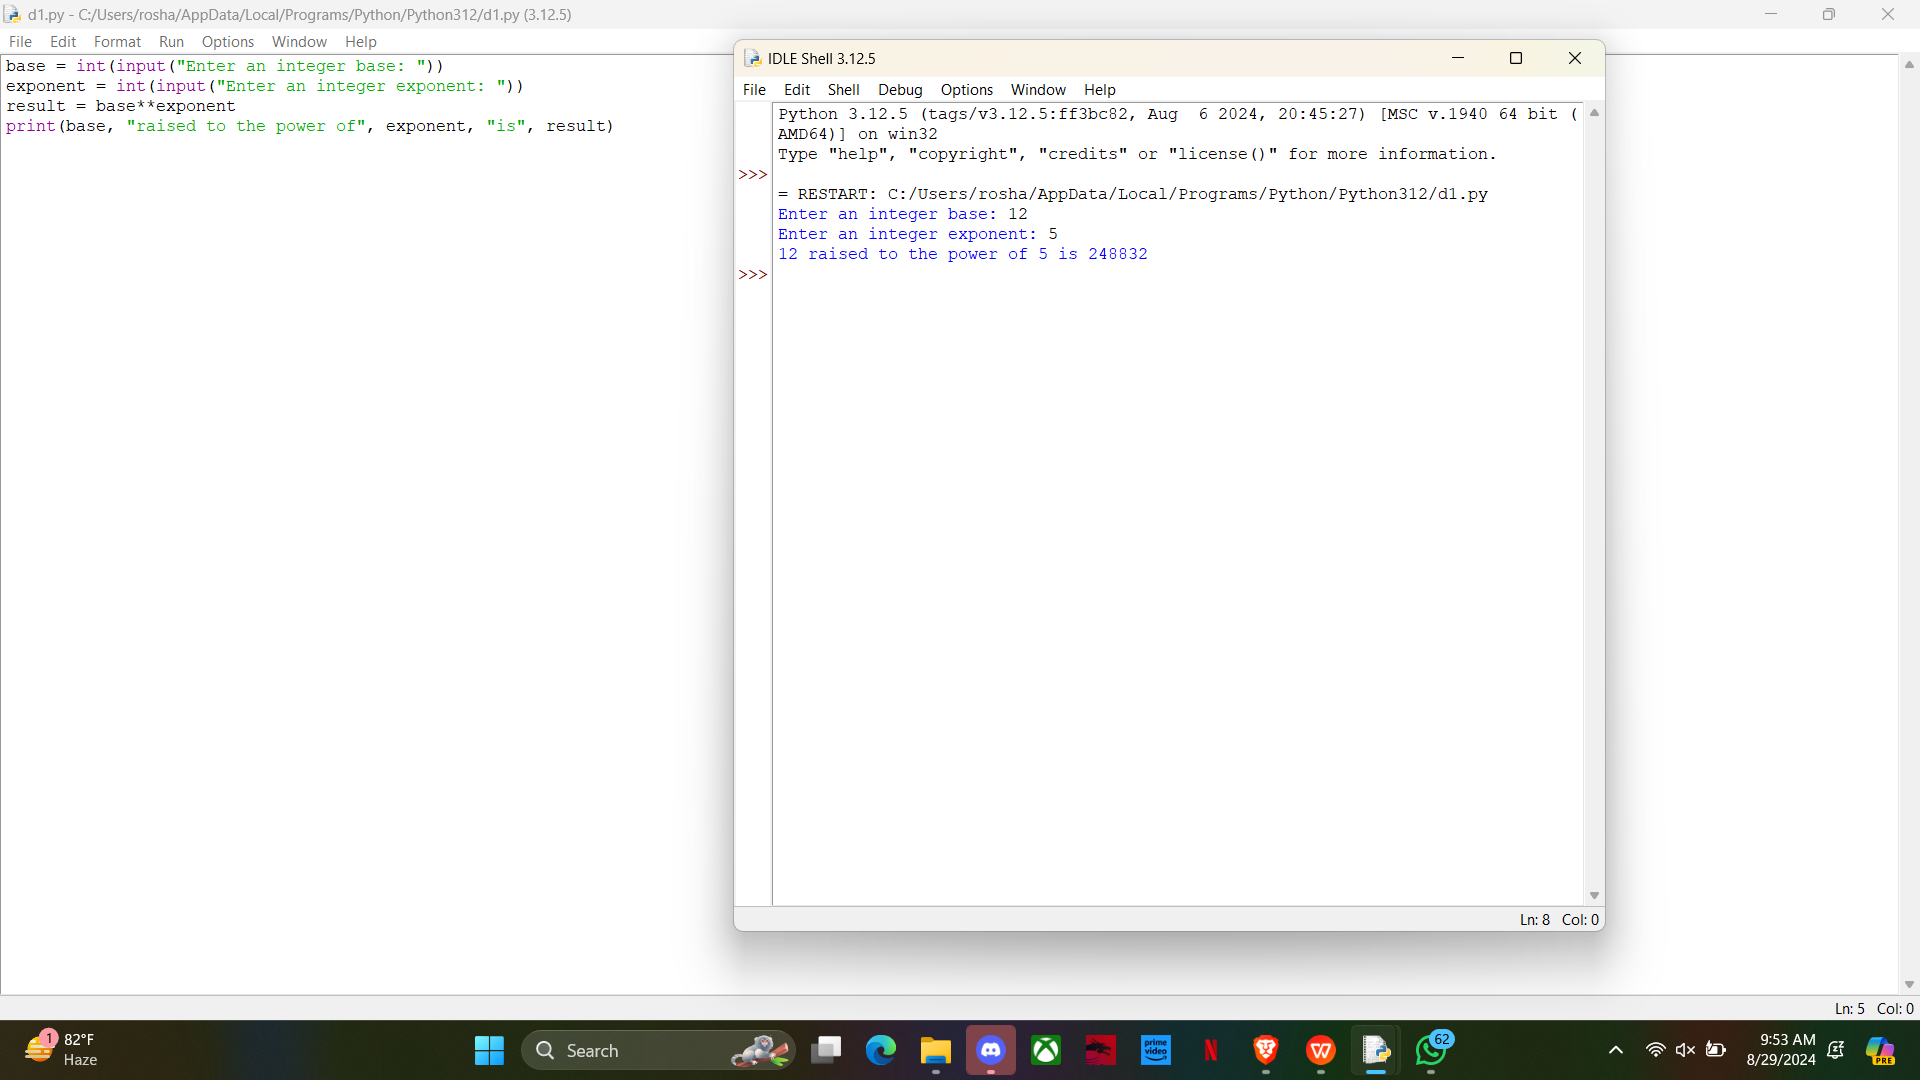 d1.py - C:/Users/rosha/AppData/Local/Programs/Python/Python312/d1.py (3.12.5)
File Edit Format Run Options Window Help
base = int(input("Enter an integer base: "))
exponent = int(input("Enter an integer exponent: "))
result = base**exponent
print(base, "raised to the power of", exponent, "is", result)
IDLE Shell 3.12.5
File Edit Shell Debug Options Window Help
Python 3.12.5 (tags/v3.12.5:ff3bc82, Aug  6 2024, 20:45:27) [MSC v.1940 64 bit (
AMD64)] on win32
Type "help", "copyright", "credits" or "license()" for more information.
>>>
= RESTART: C:/Users/rosha/AppData/Local/Programs/Python/Python312/d1.py
Enter an integer base: 12
Enter an integer exponent: 5
12 raised to the power of 5 is 248832
>>>
Ln: 8 Col: 0
Ln: 5 Col: 0
1
82°F
Haze
Search
prime video
N
W
62
9:53 AM
8/29/2024
PRE